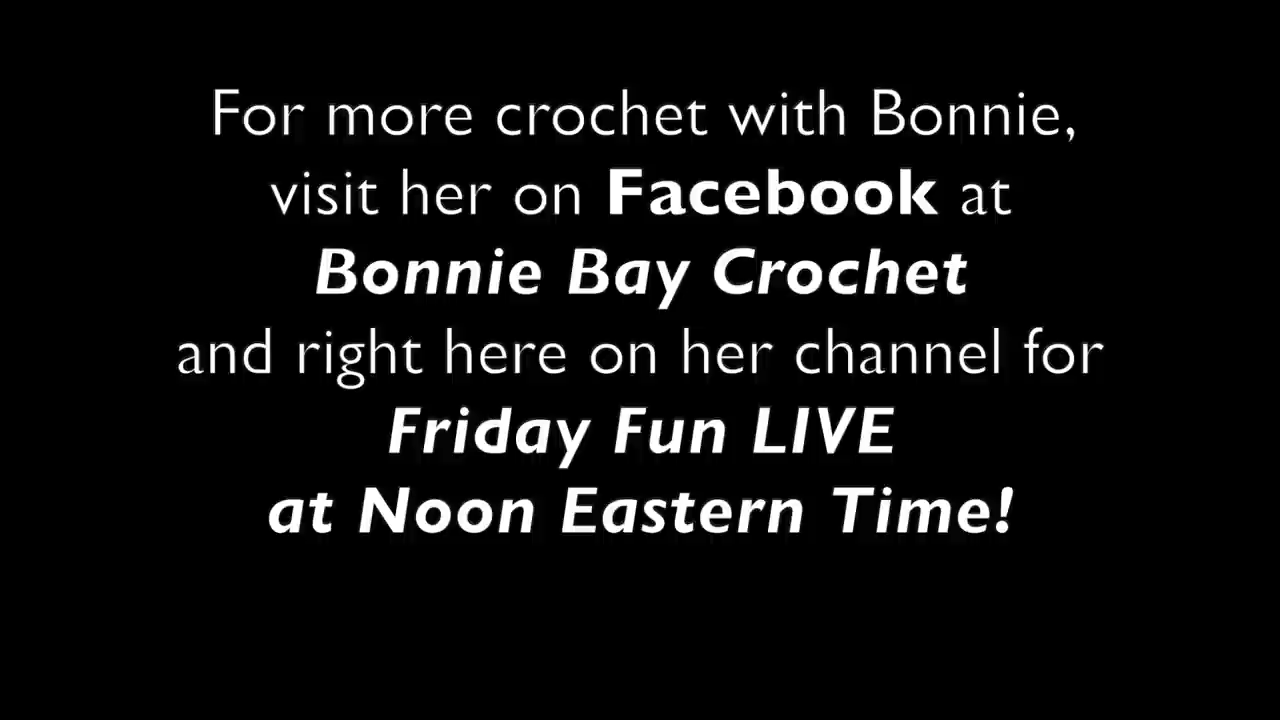 For more crochet with Bonnie,
visit her on Facebook at
Bonnie Bay Crochet
and right here on her channel for
Friday Fun LIVE
at Noon Eastern Time!